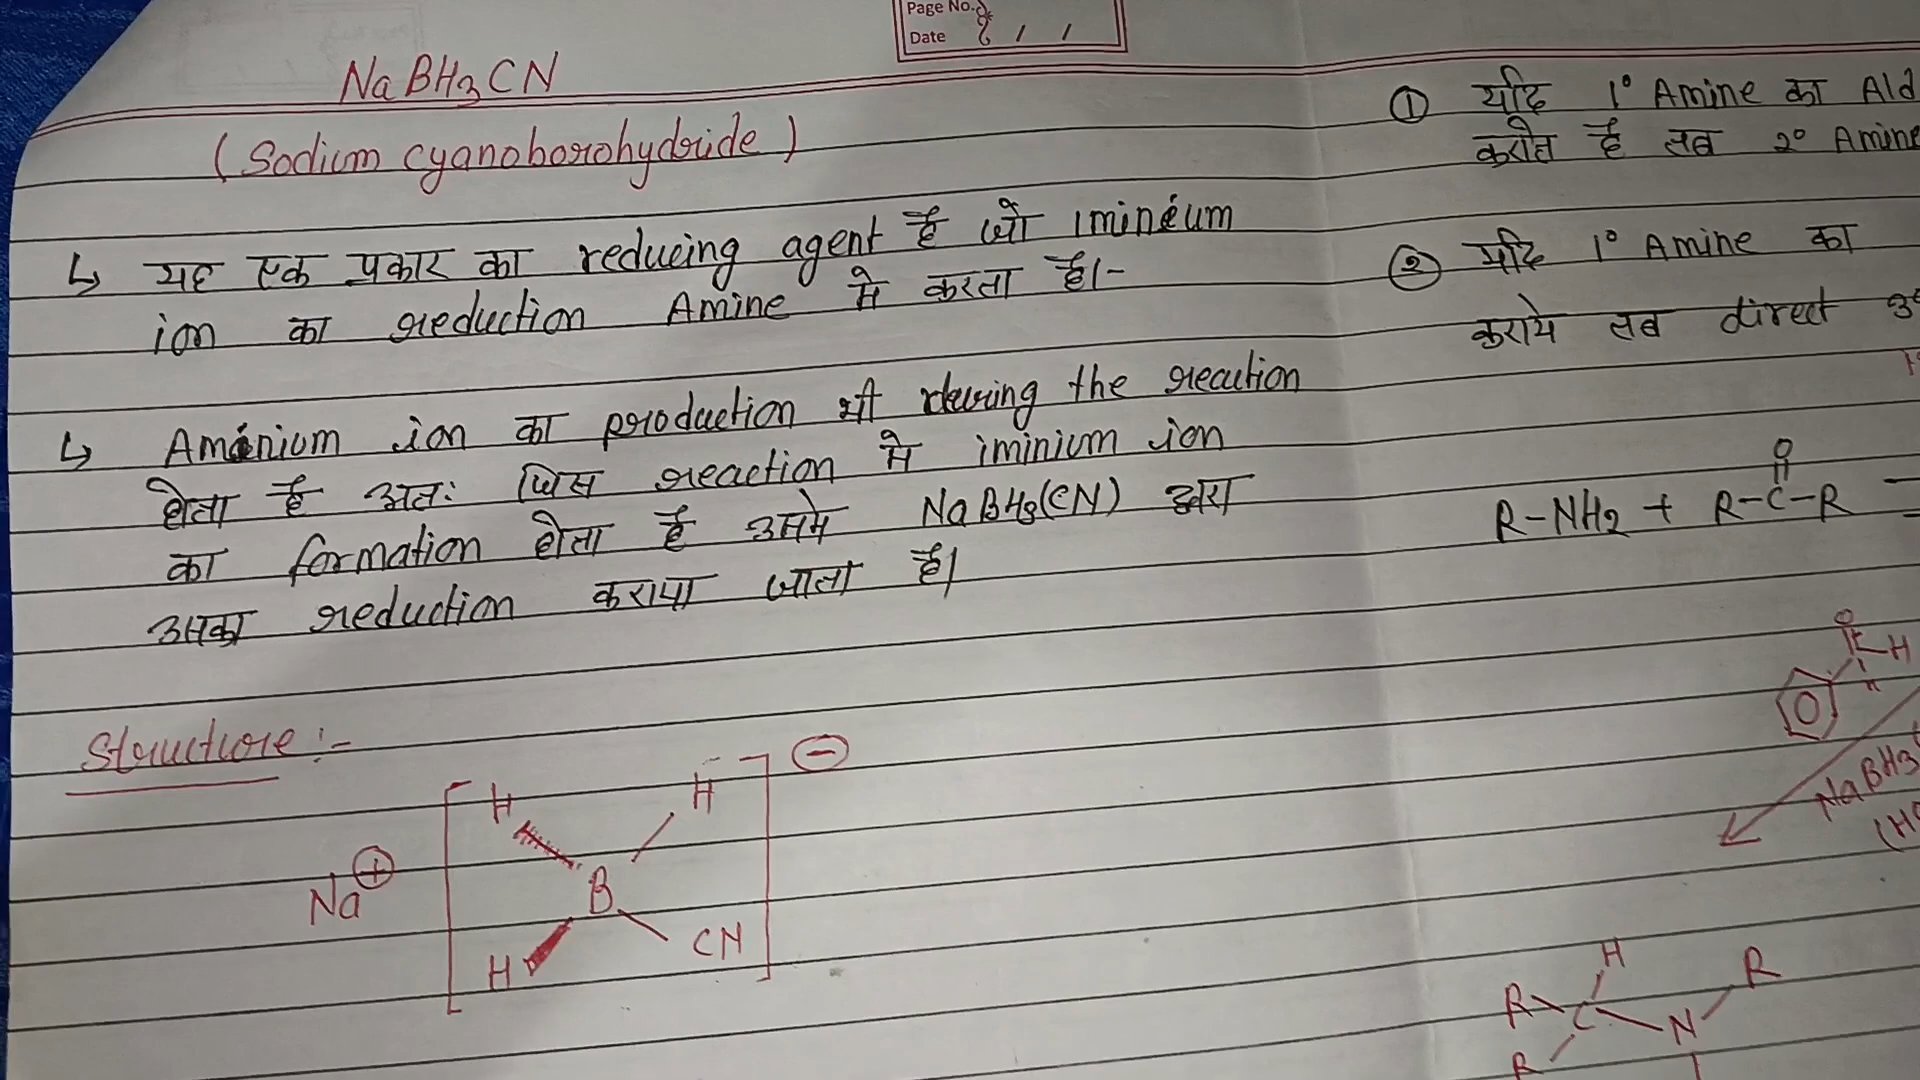 Page No.
Date / /
NaBH3CN
(Sodium cyanoborohydride)
↳ यह एक प्रकार का reducing agent है जो iminium
ion का reduction Amine मे करता है।-
↳ Aminium ion का production भी during the reaction
होता है अतः जिस reaction मे iminium ion
का formation होता है उसमे NaBH3(CN) द्वारा
उसका reduction कराया जाता है।
Structure :-
Na⊕
H H ⊖
B
H CN
① यदि 1° Amine का Ald
है तब 2° Amine
② यदि 1° Amine का
कराये तब direct
O
R-NH2 + R-C-R
O
H
NaBH3
H
R C N R
R